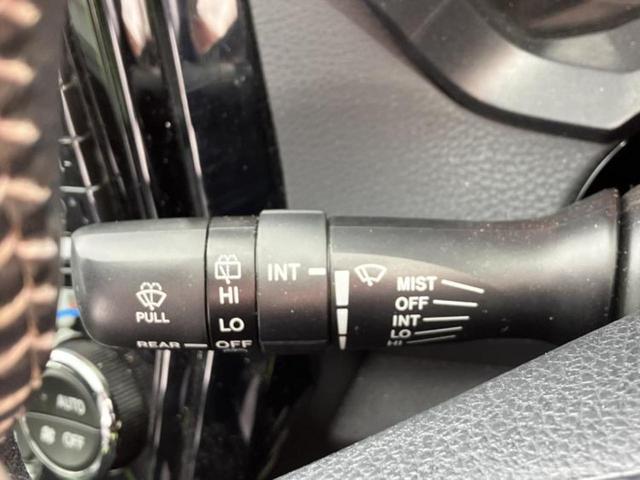 PULL
REAR
HI
LO
OFF
INT
MIST
OFF
INT
LO
HI
AUTO
OFF